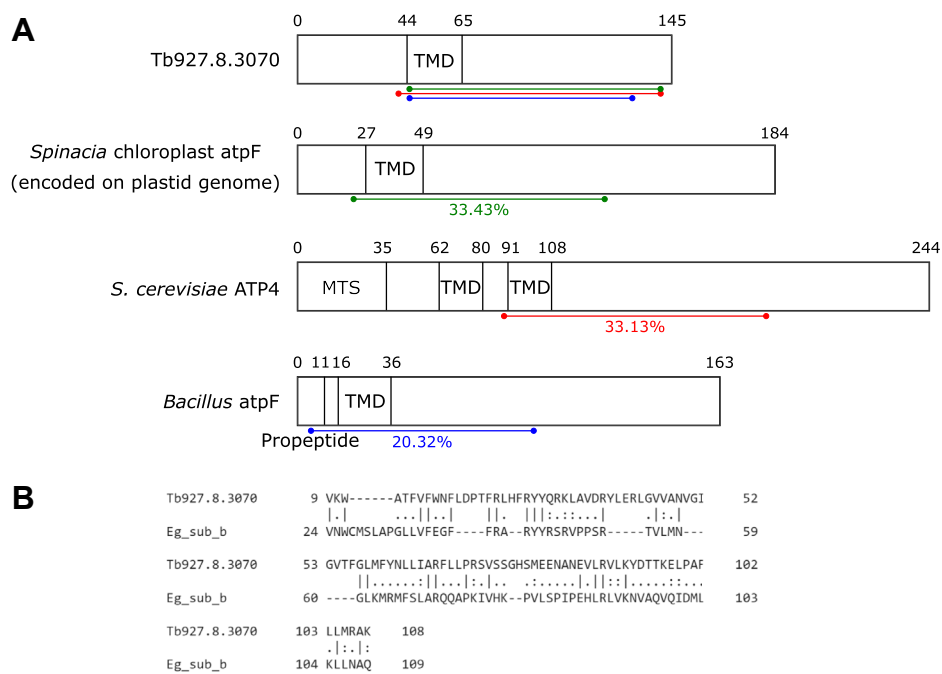 A
0 44 65 145
Tb927.8.3070 TMD
0 27 49 184
Spinacia chloroplast atpF
(encoded on plastid genome)
TMD
33.43%
0 35 62 80 91 108 244
S. cerevisiae ATP4 MTS TMD TMD
33.13%
0 11 16 36 163
Bacillus atpF TMD
Propeptide 20.32%
B
Tb927.8.3070 9 VKW------ATFVFWNFLDPTFRLHFRYYQRKLAVDRYLERLGVVANVGI 52
|.| ...||..| ||. |||:.::...| .|:.|
Eg_sub_b 24 VNWCMSLAPGLLVFEGF----FRA--RYYRSRVPPSR-----TVLMN--- 59
Tb927.8.3070 53 GVTFGLMFYNLLIARFLLPRSVSSGHSMEENANEVLRVLKYDTTKELPAF 102
||......:||...|:.|.. .:.....|.||::|.....::..
Eg_sub_b 60 ----GLKMRMFSLARQQAPKIVHK--PVLSPIPEHLRLVKNVAQVQIDML 103
Tb927.8.3070 103 LLMRAK 108
.|:.|:
Eg_sub_b 104 KLLNAQ 109